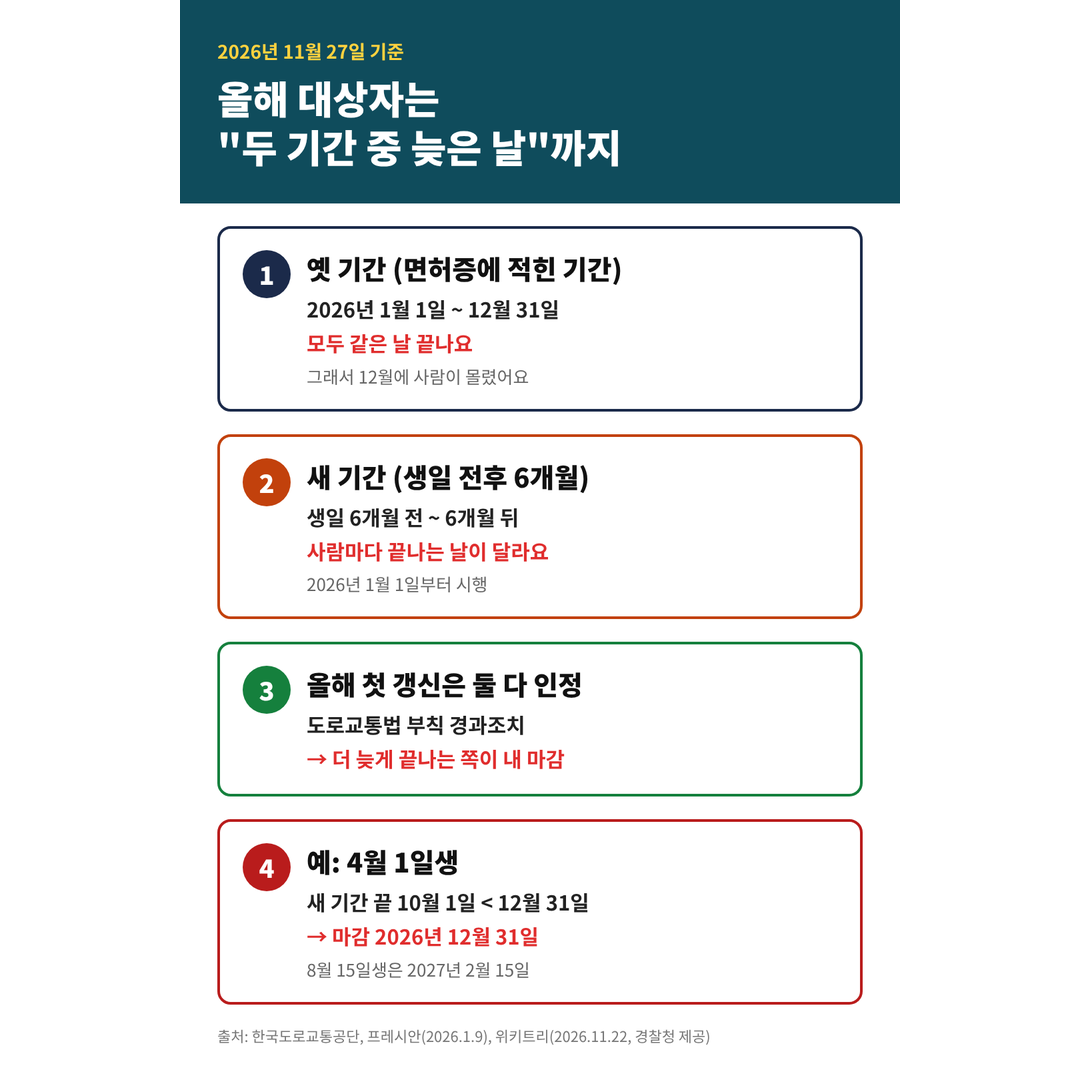 2026년 11월 27일 기준
올해 대상자는
"두 기간 중 늦은 날"까지
1
옛 기간 (면허증에 적힌 기간)
2026년 1월 1일 ~ 12월 31일
모두 같은 날 끝나요
그래서 12월에 사람이 몰렸어요
2
새 기간 (생일 전후 6개월)
생일 6개월 전 ~ 6개월 뒤
사람마다 끝나는 날이 달라요
2026년 1월 1일부터 시행
3
올해 첫 갱신은 둘 다 인정
도로교통법 부칙 경과조치
→ 더 늦게 끝나는 쪽이 내 마감
4
예: 4월 1일생
새 기간 끝 10월 1일 < 12월 31일
→ 마감 2026년 12월 31일
8월 15일생은 2027년 2월 15일
출처: 한국도로교통공단, 프레시안(2026.1.9), 위키트리(2026.11.22, 경찰청 제공)